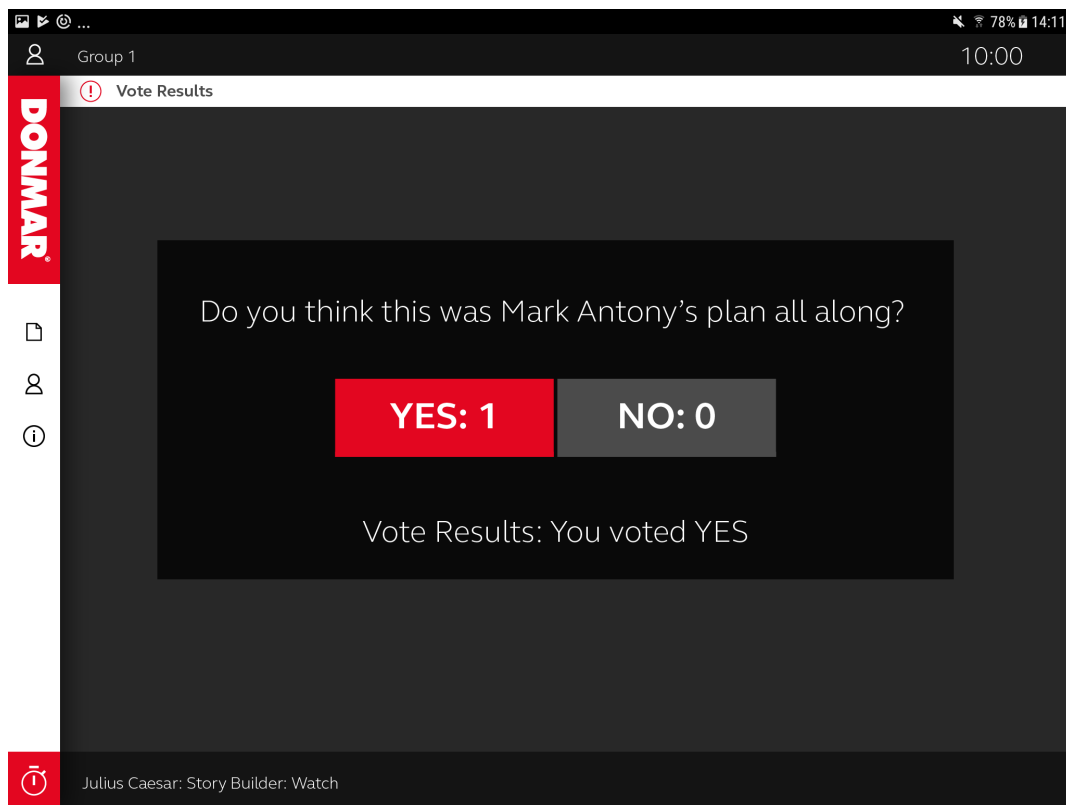 ... 78% 14:11
Group 1 10:00
Vote Results
DONMAR®
Do you think this was Mark Antony's plan all along?
YES: 1 NO: 0
Vote Results: You voted YES
Julius Caesar: Story Builder: Watch